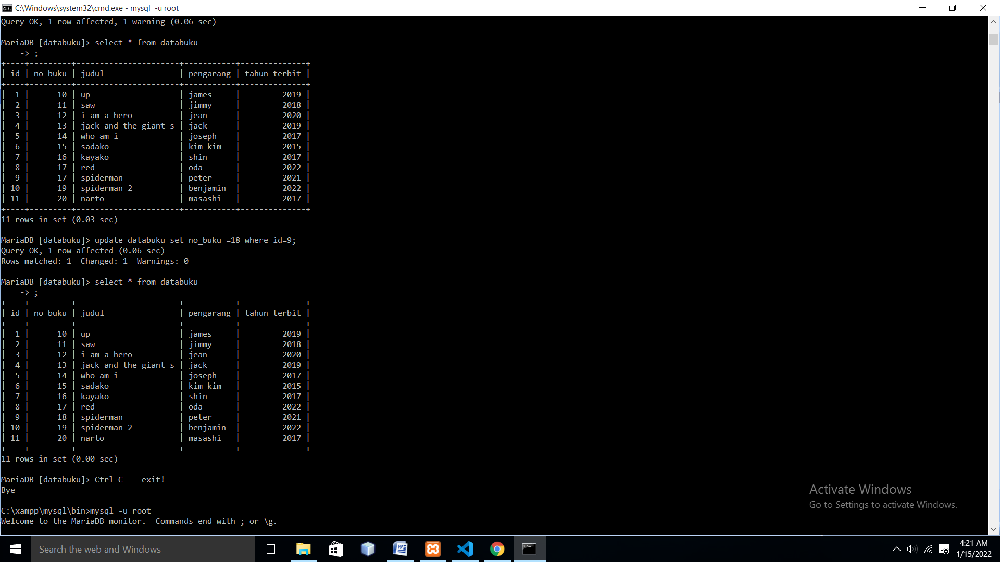 C:\Windows\system32\cmd.exe - mysql  -u root
Query OK, 1 row affected, 1 warning (0.06 sec)
MariaDB [databuku]> select * from databuku
    -> ;
+----+---------+----------------------+-----------+--------------+
| id | no_buku | judul                | pengarang | tahun_terbit |
+----+---------+----------------------+-----------+--------------+
|  1 |      10 | up                   | james     |         2019 |
|  2 |      11 | saw                  | jimmy     |         2018 |
|  3 |      12 | i am a hero          | jean      |         2020 |
|  4 |      13 | jack and the giant s | jack      |         2019 |
|  5 |      14 | who am i             | joseph    |         2017 |
|  6 |      15 | sadako               | kim kim   |         2015 |
|  7 |      16 | kayako               | shin      |         2017 |
|  8 |      17 | red                  | oda       |         2022 |
|  9 |      17 | spiderman            | peter     |         2021 |
| 10 |      19 | spiderman 2          | benjamin  |         2022 |
| 11 |      20 | narto                | masashi   |         2017 |
+----+---------+----------------------+-----------+--------------+
11 rows in set (0.03 sec)
MariaDB [databuku]> update databuku set no_buku =18 where id=9;
Query OK, 1 row affected (0.06 sec)
Rows matched: 1  Changed: 1  Warnings: 0
MariaDB [databuku]> select * from databuku
    -> ;
+----+---------+----------------------+-----------+--------------+
| id | no_buku | judul                | pengarang | tahun_terbit |
+----+---------+----------------------+-----------+--------------+
|  1 |      10 | up                   | james     |         2019 |
|  2 |      11 | saw                  | jimmy     |         2018 |
|  3 |      12 | i am a hero          | jean      |         2020 |
|  4 |      13 | jack and the giant s | jack      |         2019 |
|  5 |      14 | who am i             | joseph    |         2017 |
|  6 |      15 | sadako               | kim kim   |         2015 |
|  7 |      16 | kayako               | shin      |         2017 |
|  8 |      17 | red                  | oda       |         2022 |
|  9 |      18 | spiderman            | peter     |         2021 |
| 10 |      19 | spiderman 2          | benjamin  |         2022 |
| 11 |      20 | narto                | masashi   |         2017 |
+----+---------+----------------------+-----------+--------------+
11 rows in set (0.00 sec)
MariaDB [databuku]> Ctrl-C -- exit!
Bye
C:\xampp\mysql\bin>mysql -u root
Welcome to the MariaDB monitor.  Commands end with ; or \g.
Activate Windows
Go to Settings to activate Windows.
Search the web and Windows
4:21 AM
1/15/2022